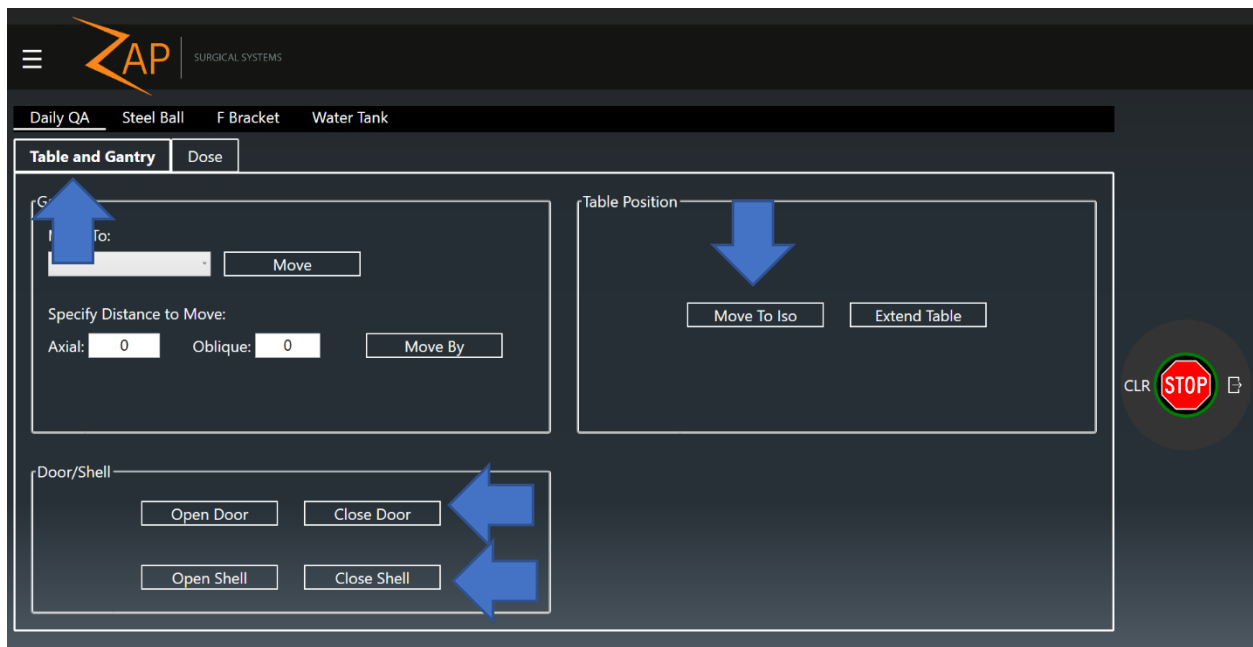 ZAP SURGICAL SYSTEMS
Daily QA Steel Ball F Bracket Water Tank
Table and Gantry Dose
Table Position
To:
Move
Specify Distance to Move:
Axial: 0 Oblique: 0 Move By
Move To Iso Extend Table
CLR STOP
Door/Shell
Open Door Close Door
Open Shell Close Shell